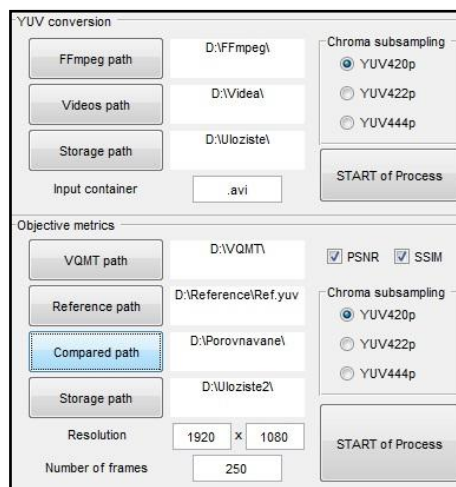 YUV conversion
FFmpeg path
D:\FFmpeg\
Videos path
D:\Videa\
Storage path
D:\Uloziste\
Input container
.avi
Chroma subsampling
YUV420p
YUV422p
YUV444p
START of Process
Objective metrics
VQMT path
D:\VQMT\
PSNR
SSIM
Reference path
D:\Reference\Ref.yuv
Compared path
D:\Porovnavane\
Storage path
D:\Uloziste2\
Resolution
1920 x 1080
Number of frames
250
Chroma subsampling
YUV420p
YUV422p
YUV444p
START of Process